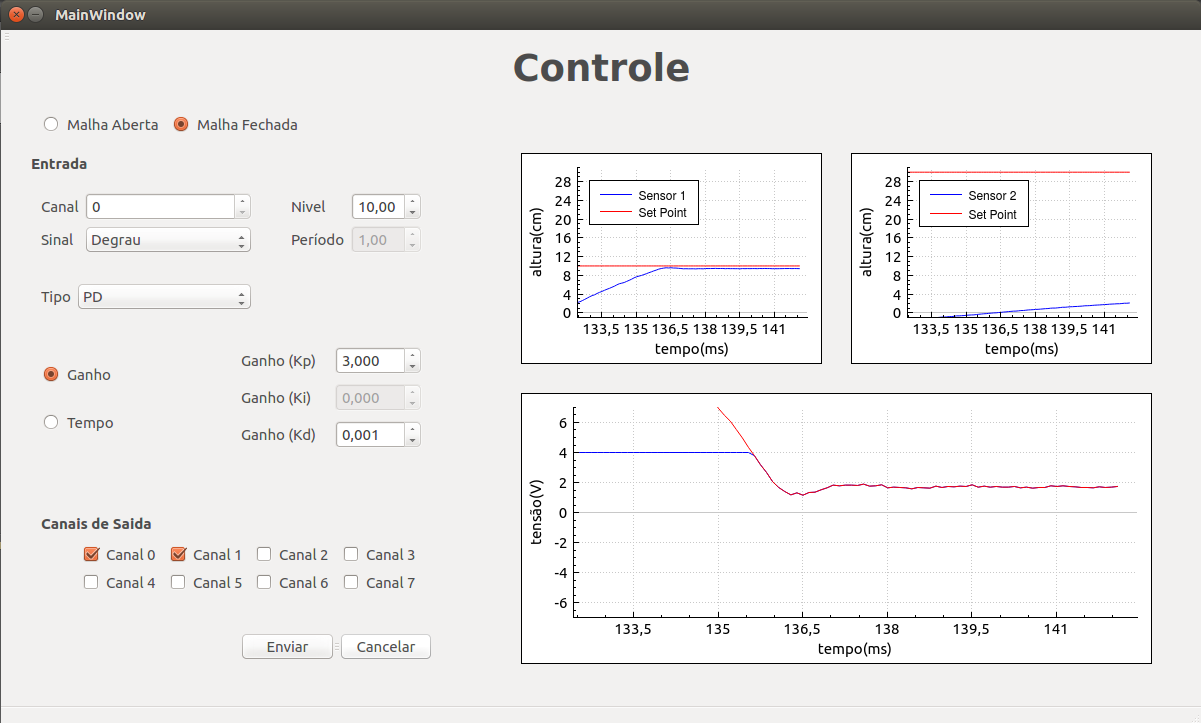 MainWindow
Controle
Malha Aberta Malha Fechada
Entrada
Canal 0 Nivel 10,00
Sinal Degrau Período 1,00
Tipo PD
Ganho
Tempo
Ganho (Kp) 3,000
Ganho (Ki) 0,000
Ganho (Kd) 0,001
Canais de Saida
Canal 0 Canal 1 Canal 2 Canal 3
Canal 4 Canal 5 Canal 6 Canal 7
Enviar Cancelar
altura(cm)
28
24
20
16
12
8
4
0
Sensor 1
Set Point
133,5 135 136,5 138 139,5 141
tempo(ms)
altura(cm)
28
24
20
16
12
8
4
0
Sensor 2
Set Point
133,5 135 136,5 138 139,5 141
tempo(ms)
tensão(V)
6
4
2
0
-2
-4
-6
133,5 135 136,5 138 139,5 141
tempo(ms)